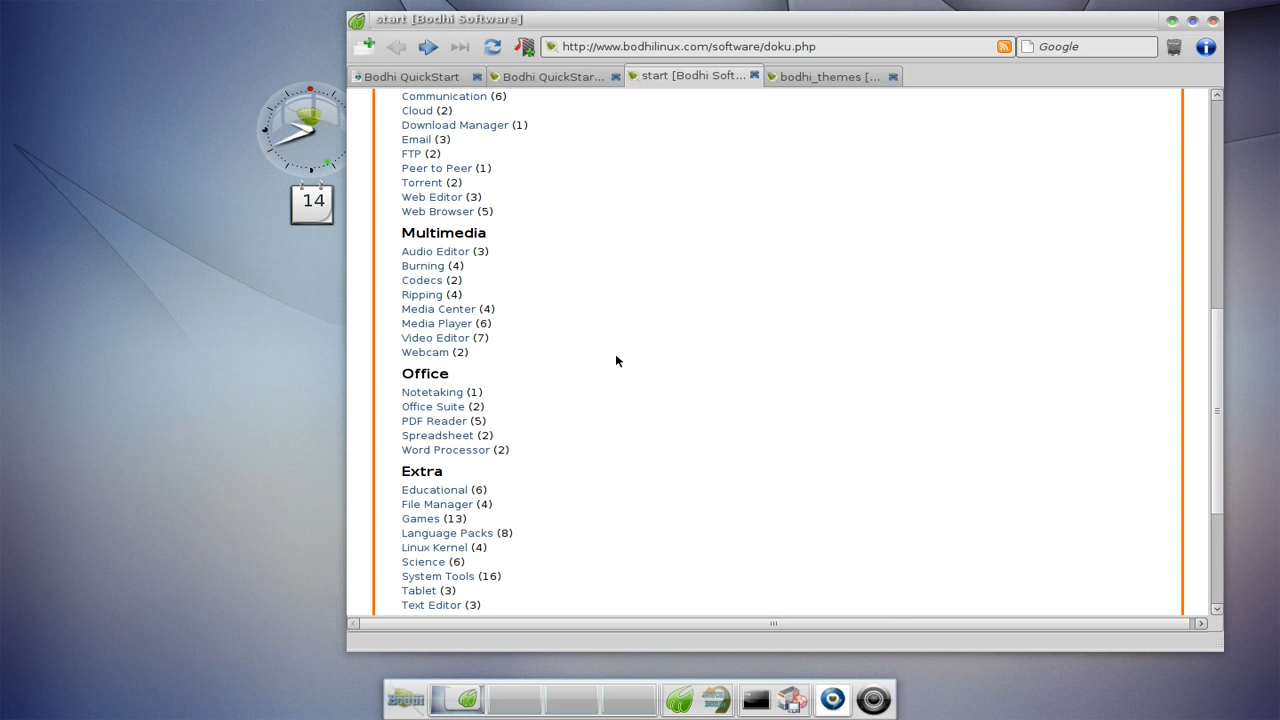 start [Bodhi Software]
http://www.bodhilinux.com/software/doku.php
Google
Bodhi QuickStart
Bodhi QuickStar...
start [Bodhi Soft...
bodhi_themes [...
Communication (6)
Cloud (2)
Download Manager (1)
Email (3)
FTP (2)
Peer to Peer (1)
Torrent (2)
Web Editor (3)
Web Browser (5)
Multimedia
Audio Editor (3)
Burning (4)
Codecs (2)
Ripping (4)
Media Center (4)
Media Player (6)
Video Editor (7)
Webcam (2)
Office
Notetaking (1)
Office Suite (2)
PDF Reader (5)
Spreadsheet (2)
Word Processor (2)
Extra
Educational (6)
File Manager (4)
Games (13)
Language Packs (8)
Linux Kernel (4)
Science (6)
System Tools (16)
Tablet (3)
Text Editor (3)
14
Bodhi